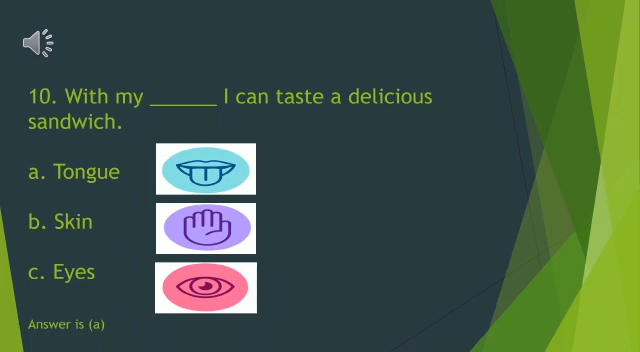 10. With my ______ I can taste a delicious
sandwich.
a. Tongue
b. Skin
c. Eyes
Answer is (a)